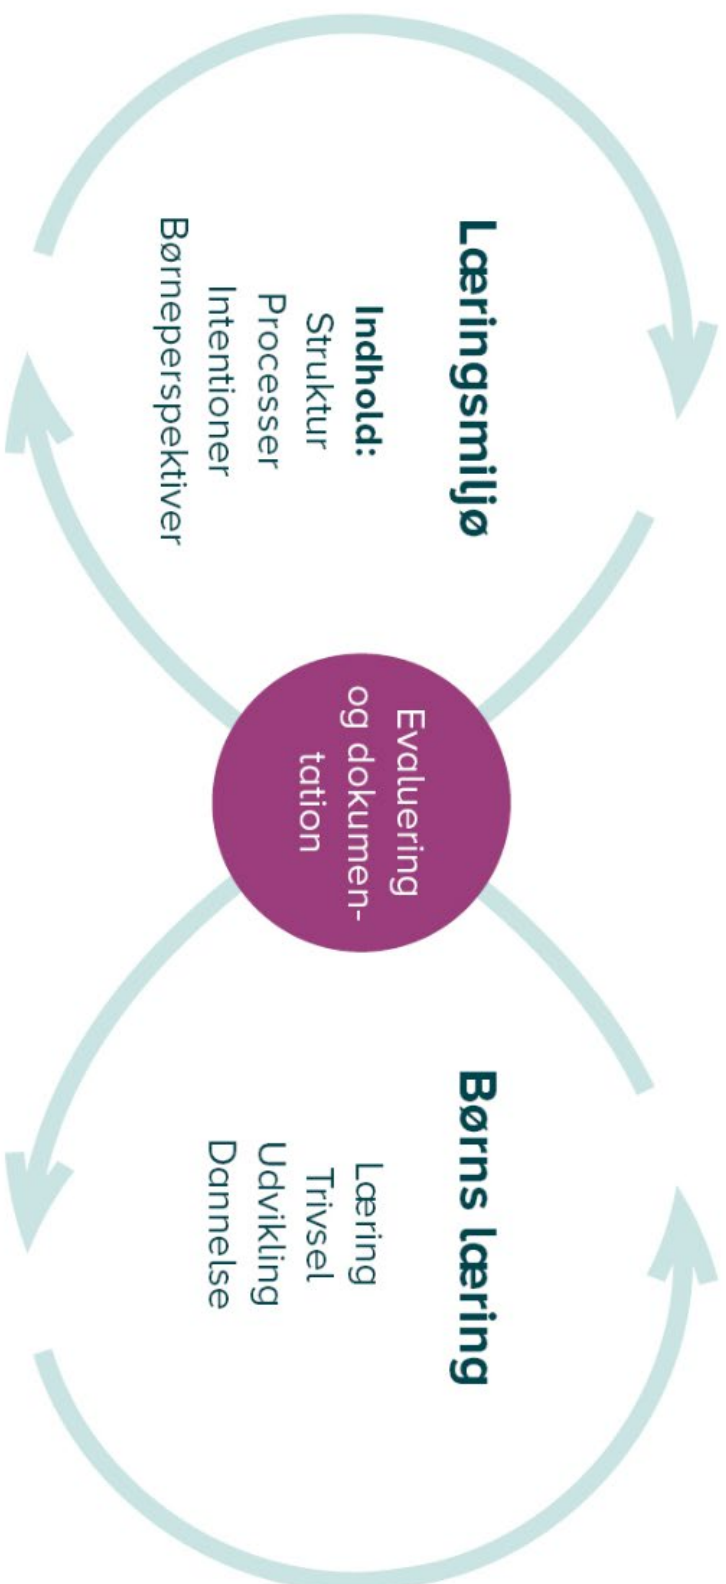 Læringsmiljø
Indhold:
Struktur
Processer
Intentioner
Børneperspektiver
Evaluering
og dokumen-
tation
Børns læring
Læring
Trivsel
Udvikling
Dannelse